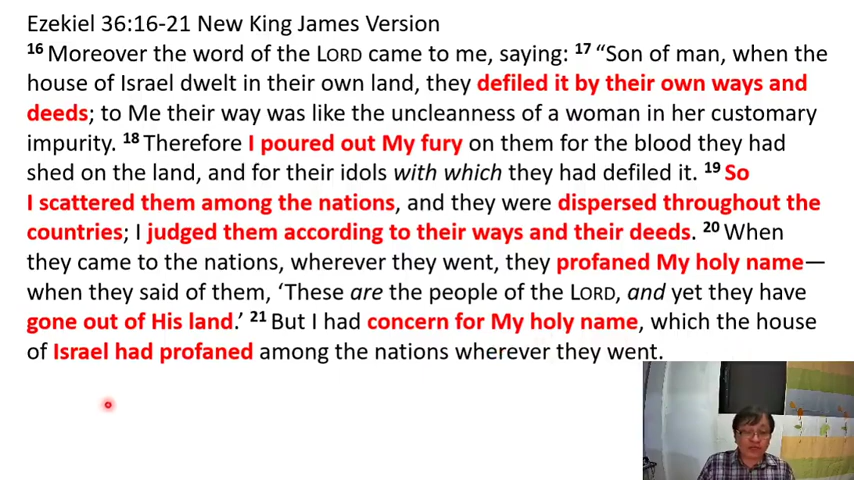 Ezekiel 36:16-21 New King James Version
16 Moreover the word of the LORD came to me, saying: 17 “Son of man, when the
house of Israel dwelt in their own land, they defiled it by their own ways and
deeds; to Me their way was like the uncleanness of a woman in her customary
impurity. 18 Therefore I poured out My fury on them for the blood they had
shed on the land, and for their idols with which they had defiled it. 19 So
I scattered them among the nations, and they were dispersed throughout the
countries; I judged them according to their ways and their deeds. 20 When
they came to the nations, wherever they went, they profaned My holy name—
when they said of them, ‘These are the people of the LORD, and yet they have
gone out of His land.’ 21 But I had concern for My holy name, which the house
of Israel had profaned among the nations wherever they went.